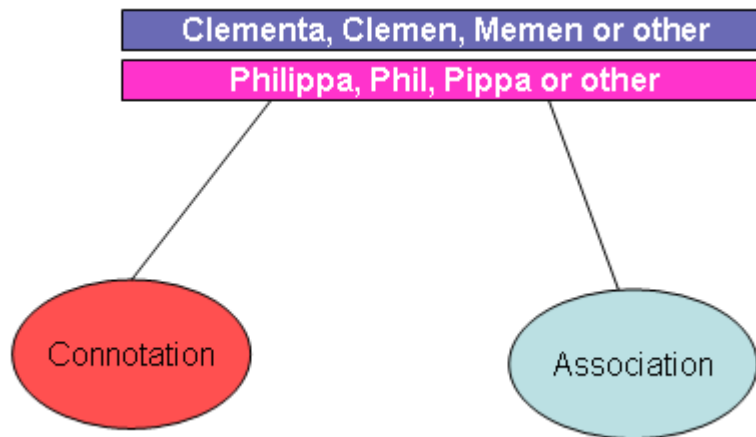 Clementa, Clemen, Memen or other
Philippa, Phil, Pippa or other
Connotation
Association